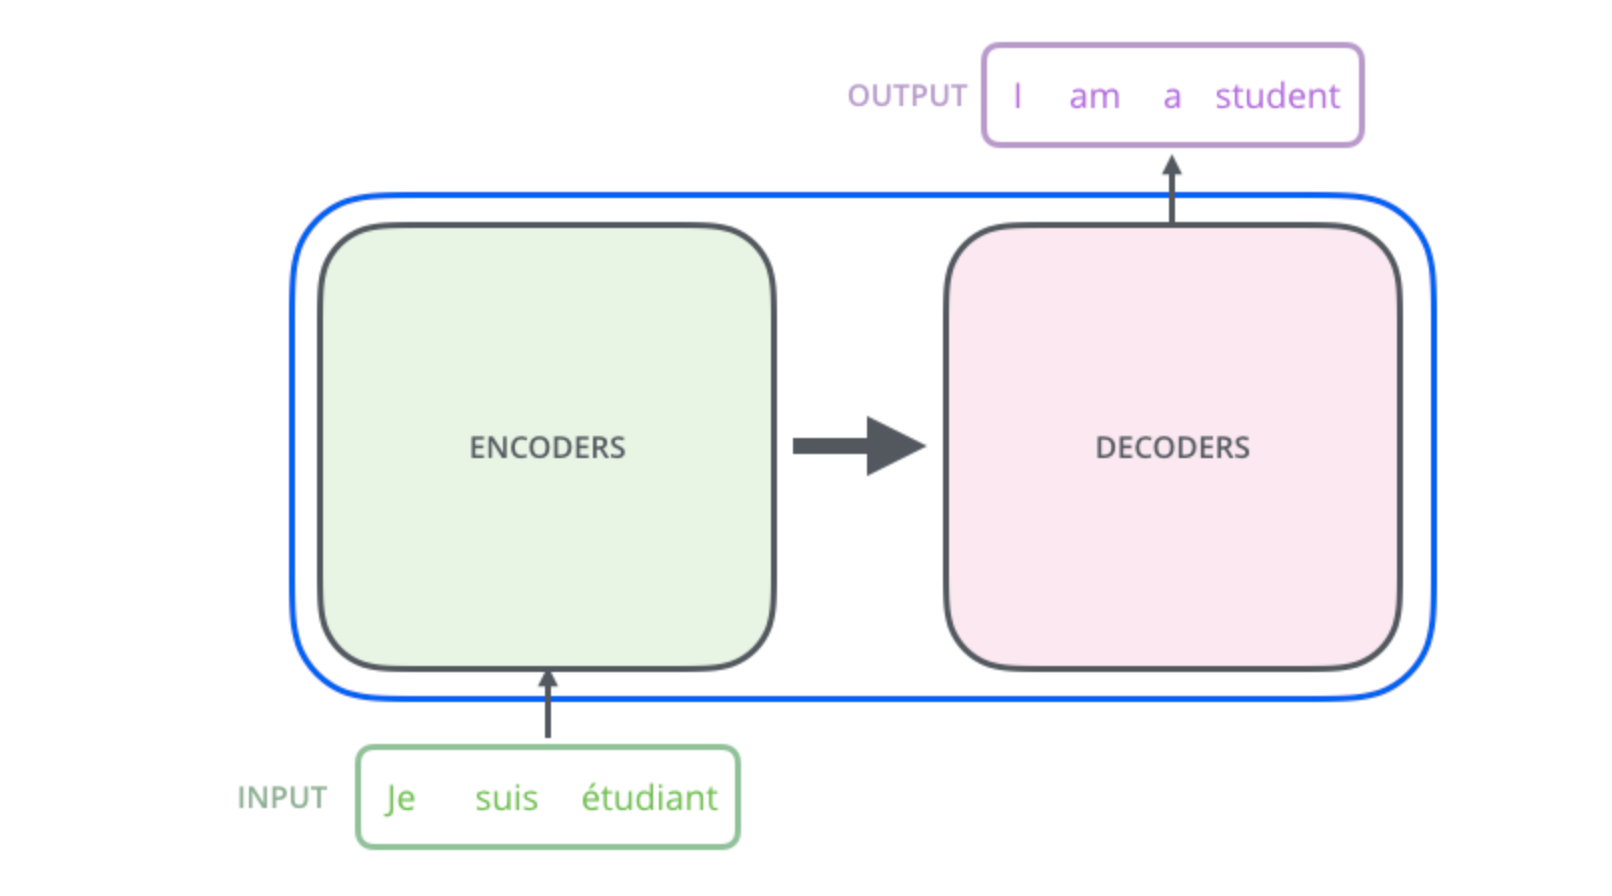 OUTPUT I am a student
ENCODERS DECODERS
INPUT Je suis étudiant